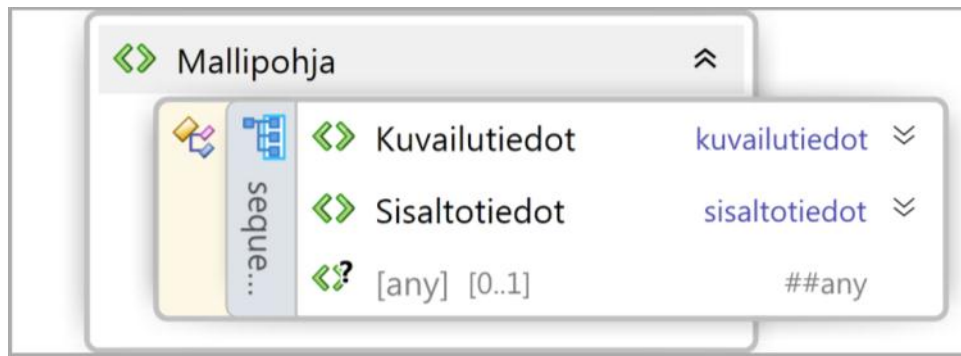 Mallipohja
Kuvailutiedot kuvailutiedot
Sisaltotiedot sisaltotiedot
[any] [0..1] ##any
seque...